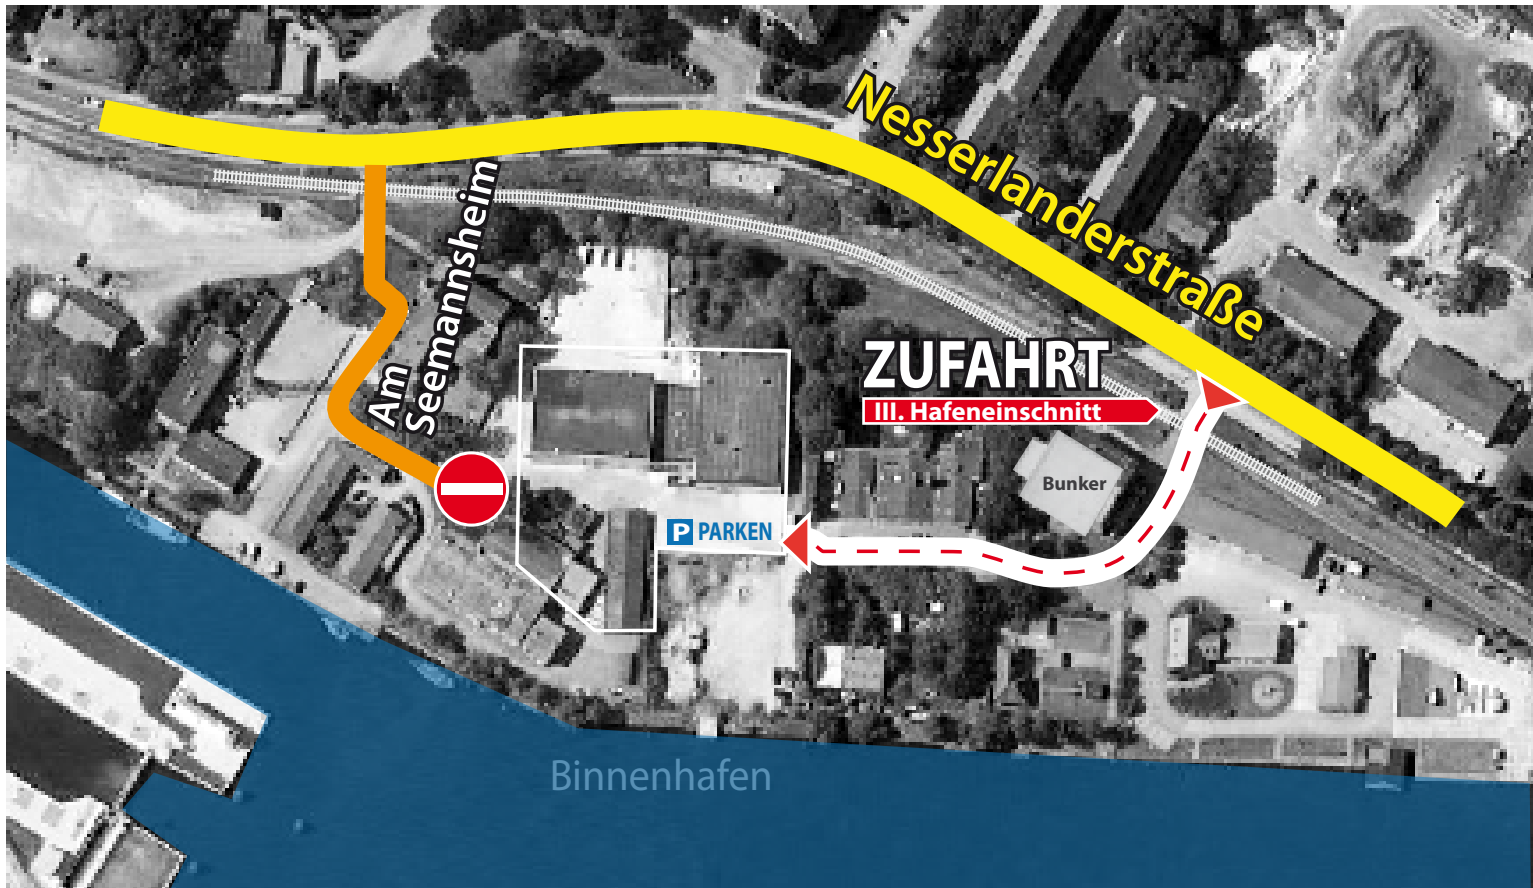 Nesserlanderstraße
Am
Seemannsheim
ZUFAHRT
III. Hafeneinschnitt
Bunker
P PARKEN
Binnenhafen